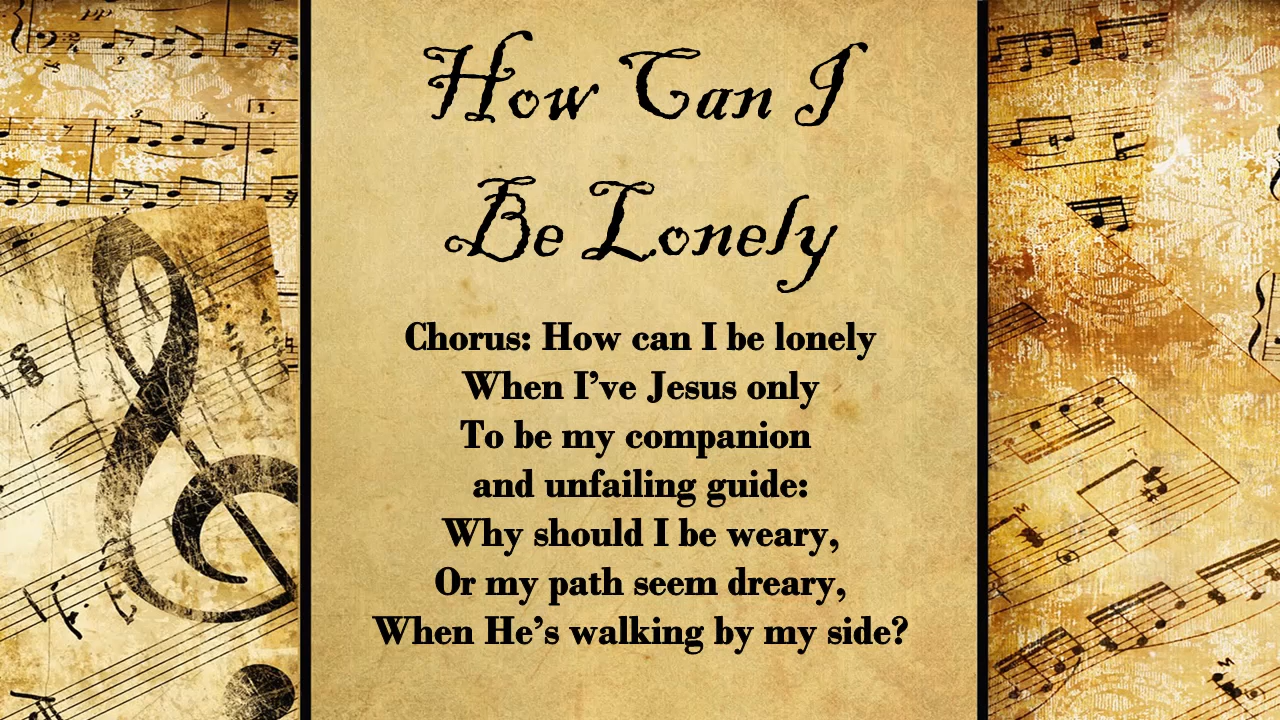 How Can I
Be Lonely
Chorus: How can I be lonely
When I’ve Jesus only
To be my companion
and unfailing guide:
Why should I be weary,
Or my path seem dreary,
When He’s walking by my side?